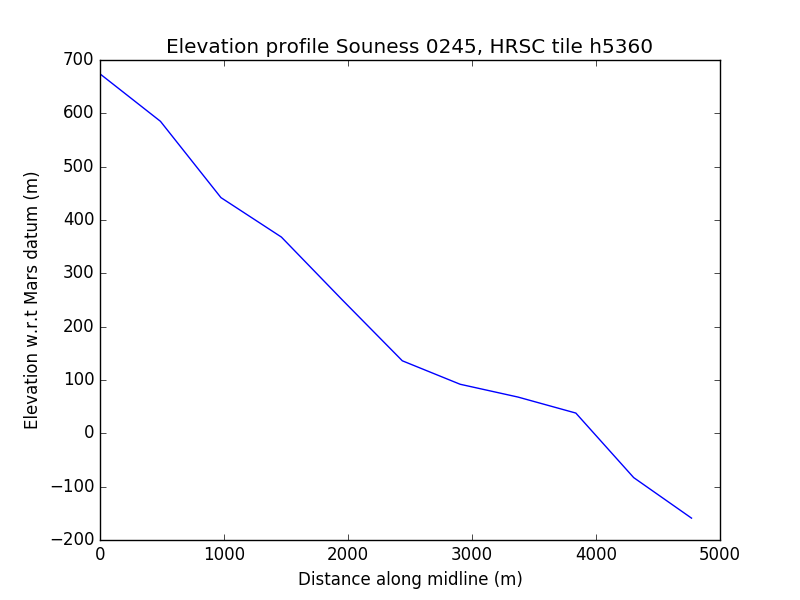 Elevation profile Souness 0245, HRSC tile h5360
700
600
500
400
300
200
100
0
−100
−200
Elevation w.r.t Mars datum (m)
0 1000 2000 3000 4000 5000
Distance along midline (m)